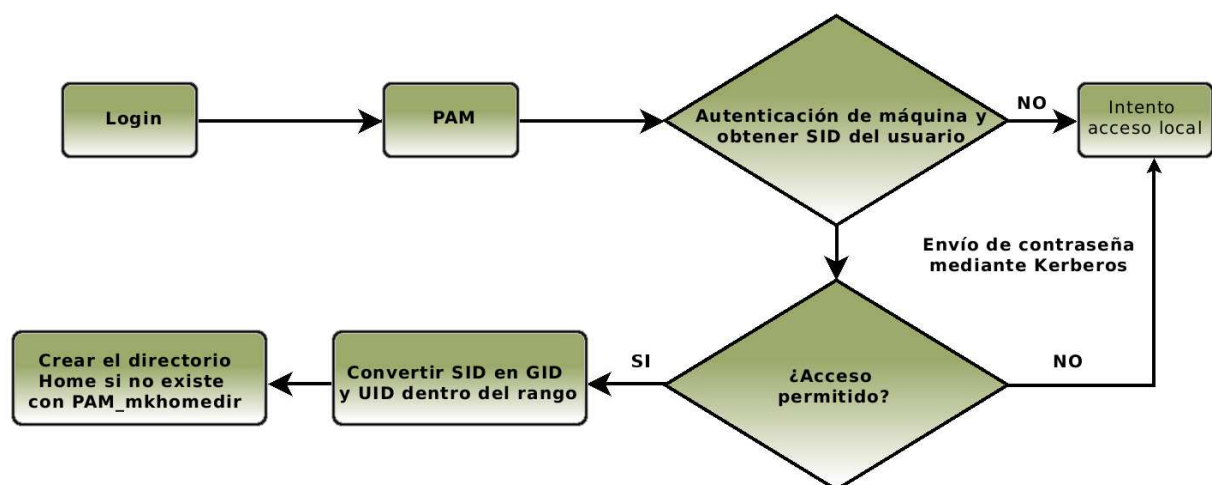 Login
PAM
Autenticación de máquina y
obtener SID del usuario
NO
Intento
acceso local
Envío de contraseña
mediante Kerberos
Crear el directorio
Home si no existe
con PAM_mkhomedir
Convertir SID en GID
y UID dentro del rango
SI
¿Acceso
permitido?
NO